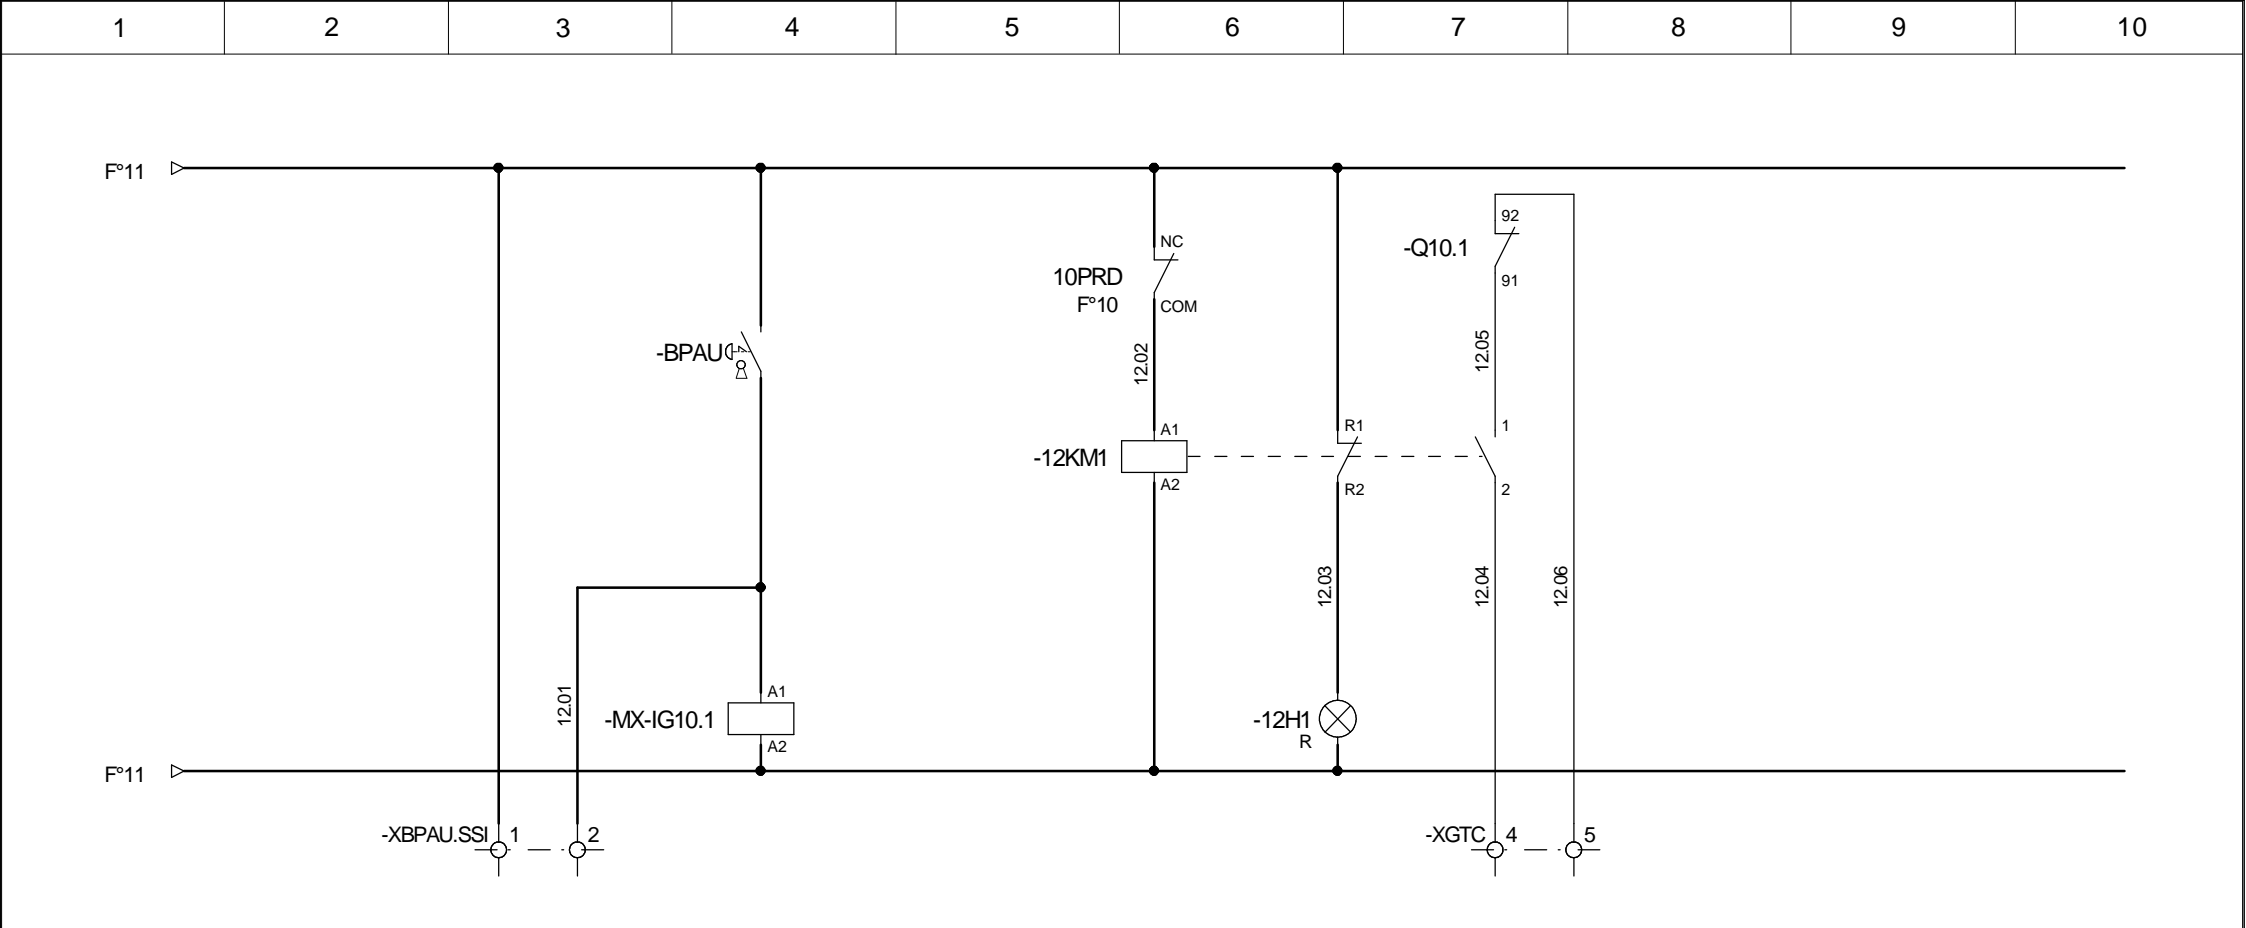 1 2 3 4 5 6 7 8 9 10
F°11
92
-Q10.1
91
NC
10PRD
F°10
COM
-BPAU
12.02
12.05
R1
1
A1
-12KM1
A2
R2
2
12.03
12.04
12.06
12.01
A1
-MX-IG10.1
A2
-12H1
R
F°11
-XBPAU.SSI 1 2
-XGTC 4 5